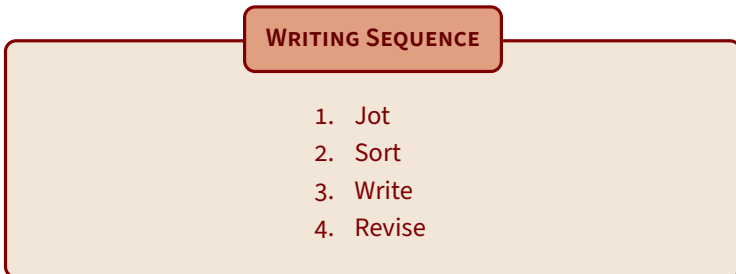 Writing Sequence
1. Jot
2. Sort
3. Write
4. Revise